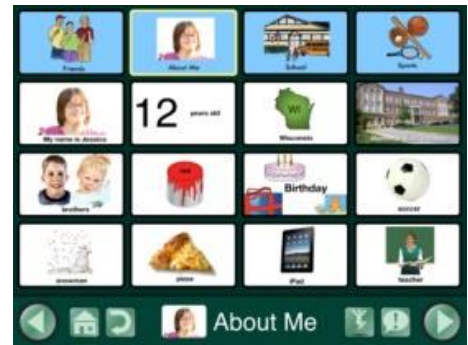 Friends
About Me
School
Sports
My name is Jessica
12 years old
WI
Wisconsin
brothers
red
Birthday
soccer
snowman
pizza
iPad
teacher
About Me